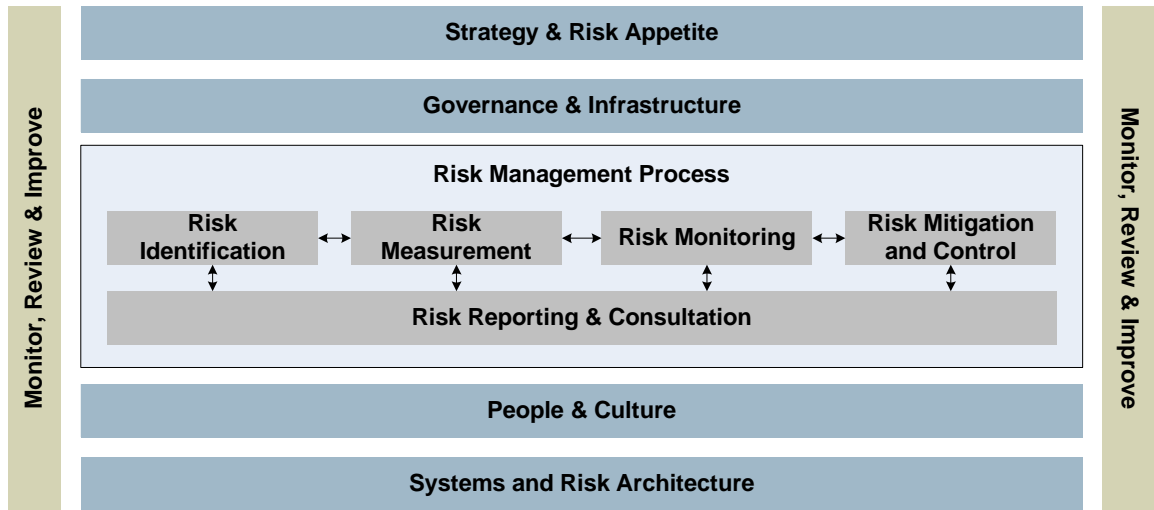 Monitor, Review & Improve
Strategy & Risk Appetite
Governance & Infrastructure
Risk Management Process
Risk
Identification
Risk
Measurement
Risk Monitoring
Risk Mitigation
and Control
Risk Reporting & Consultation
People & Culture
Systems and Risk Architecture
Monitor, Review & Improve